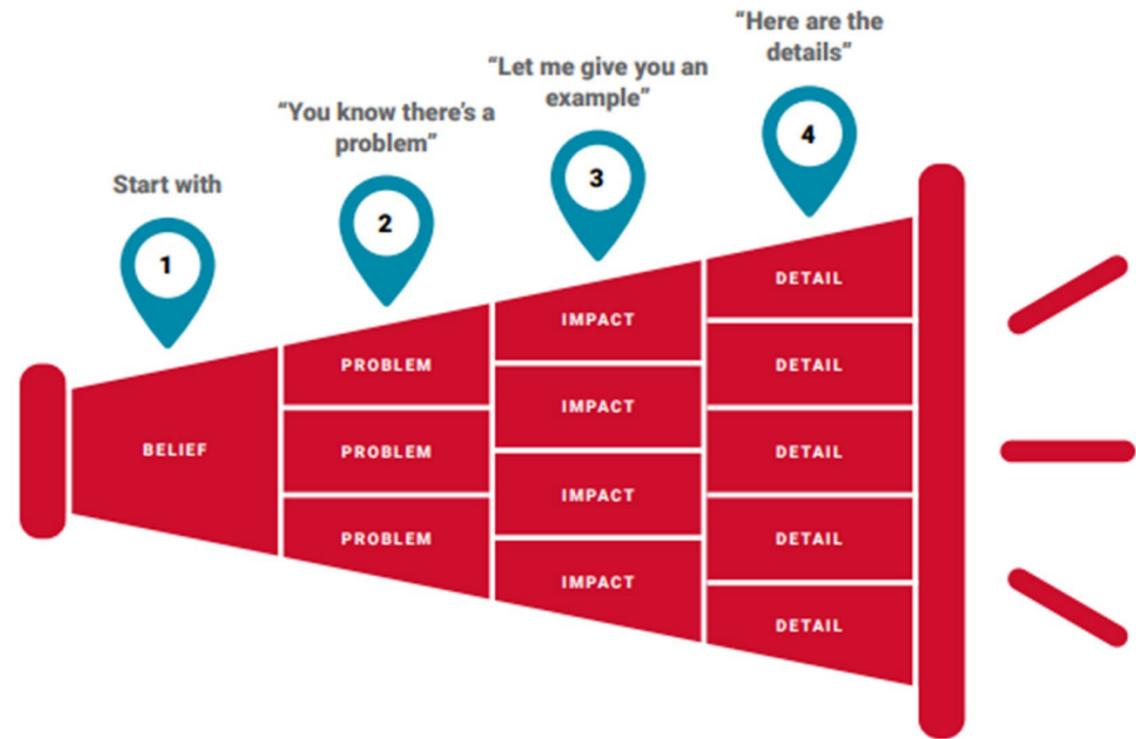 Start with
1
BELIEF
“You know there’s a
problem”
2
PROBLEM
PROBLEM
PROBLEM
“Let me give you an
example”
3
IMPACT
IMPACT
IMPACT
IMPACT
“Here are the
details”
4
DETAIL
DETAIL
DETAIL
DETAIL
DETAIL